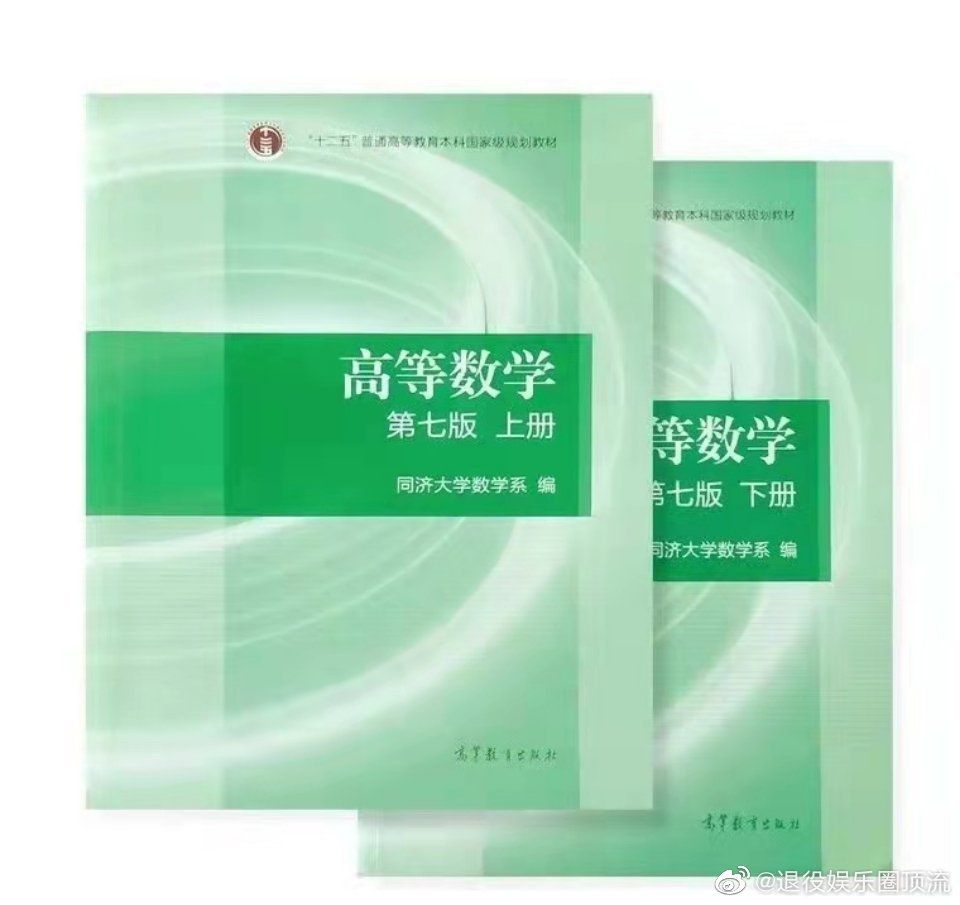 "十二五"普通高等教育本科国家级规划教材
高等数学
第七版 上册
同济大学数学系 编
高等教育出版社
等教育本科国家级规划教材
等数学
第七版 下册
同济大学数学系 编
高等教育出版社
@退役娱乐圈顶流